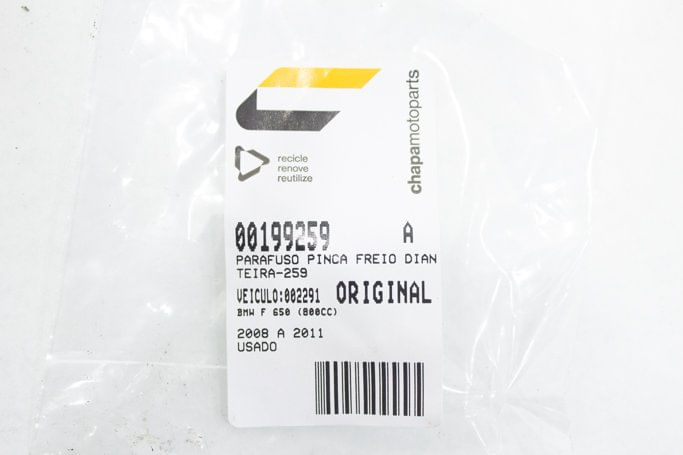 chapamotoparts
recicle
renove
reutilize
00199259 A
PARAFUSO PINCA FREIO DIAN
TEIRA-259
VEICULO:002291 ORIGINAL
BMW F 650 (800CC)
2008 A 2011
USADO